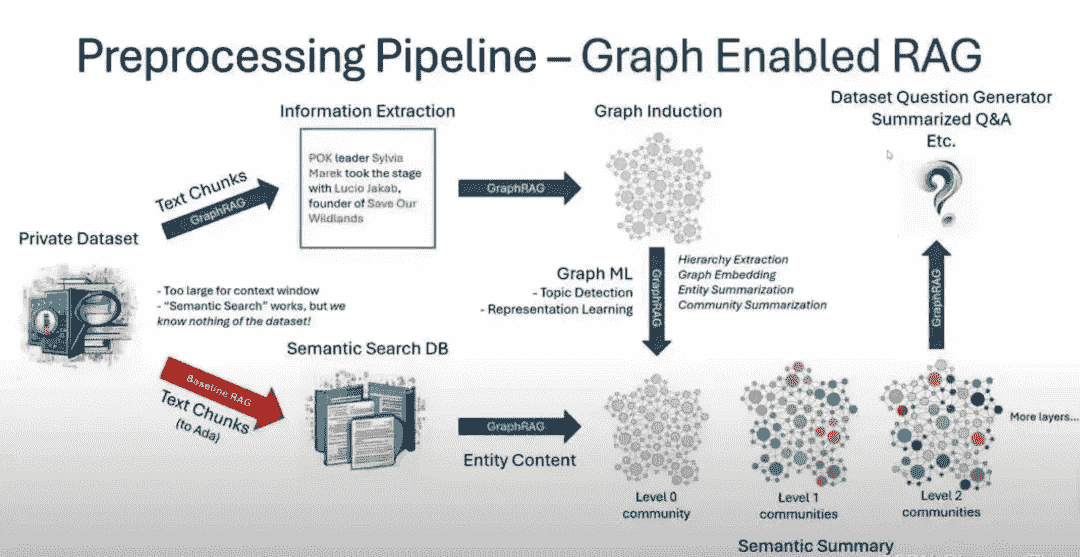 Preprocessing Pipeline – Graph Enabled RAG
Information Extraction
Graph Induction
Dataset Question Generator
Summarized Q&A
Etc.
POK leader Sylvia
Marek took the stage
with Lucio Jakab,
founder of Save Our
Wildlands
Text Chunks
GraphRAG
GraphRAG
Private Dataset
- Too large for context window
- "Semantic Search" works, but we
know nothing of the dataset!
Graph ML
- Topic Detection
- Representation Learning
GraphRAG
Hierarchy Extraction
Graph Embedding
Entity Summarization
Community Summarization
GraphRAG
Semantic Search DB
Baseline RAG
Text Chunks
(to Ada)
GraphRAG
Entity Content
More layers...
Level 0
community
Level 1
communities
Level 2
communities
Semantic Summary